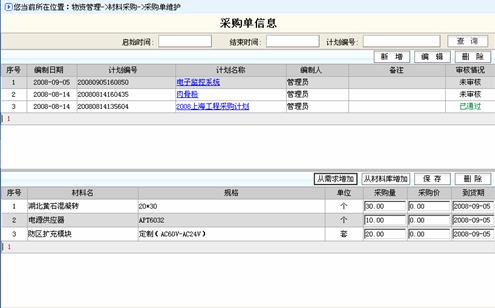 您当前所在位置：物资管理->材料采购->采购单维护
采购单信息
启始时间： 结束时间： 计划编号： 查 询
新 增 编 辑 删 除
序号 编制日期 计划编号 计划名称 编制人 备注 审核情况
1 2008-09-05 20080905160850 电子监控系统 管理员 未审核
2 2008-08-14 20080814160435 肉骨粉 管理员 未审核
3 2008-08-14 20080814135604 2008上海工程采购计划 管理员 已通过
1
从需求增加 从材料库增加 保 存 删 除
序号 材料名 规格 单位 采购量 采购价 到货期
1 湖北黄石混凝砖 20*30 个 30.00 0.00 2008-09-05
2 电源供应器 APT6032 个 10.00 0.00 2008-09-05
3 防区扩充模块 定制（AC60V-AC24V） 套 20.00 0.00 2008-09-05
1